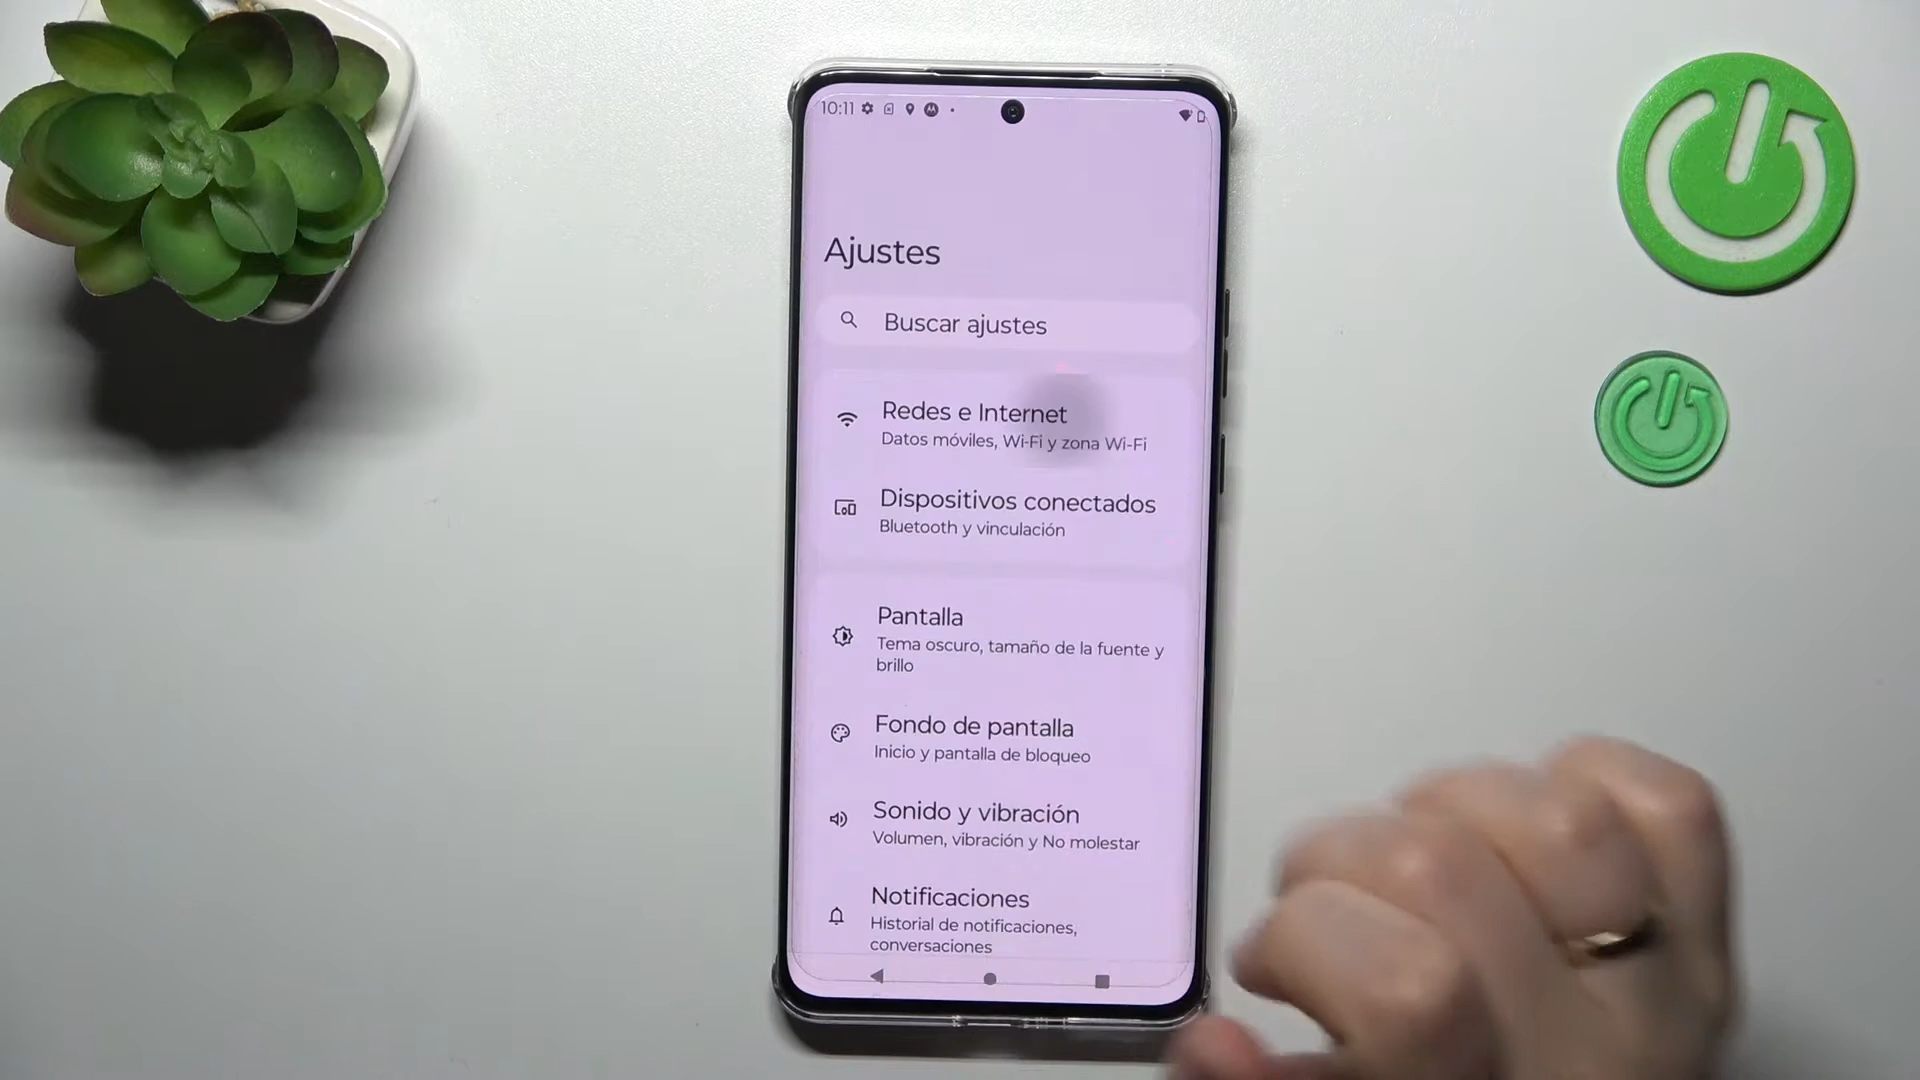 10:11
Ajustes
Buscar ajustes
Redes e Internet
Datos móviles, Wi-Fi y zona Wi-Fi
Dispositivos conectados
Bluetooth y vinculación
Pantalla
Tema oscuro, tamaño de la fuente y
brillo
Fondo de pantalla
Inicio y pantalla de bloqueo
Sonido y vibración
Volumen, vibración y No molestar
Notificaciones
Historial de notificaciones,
conversaciones